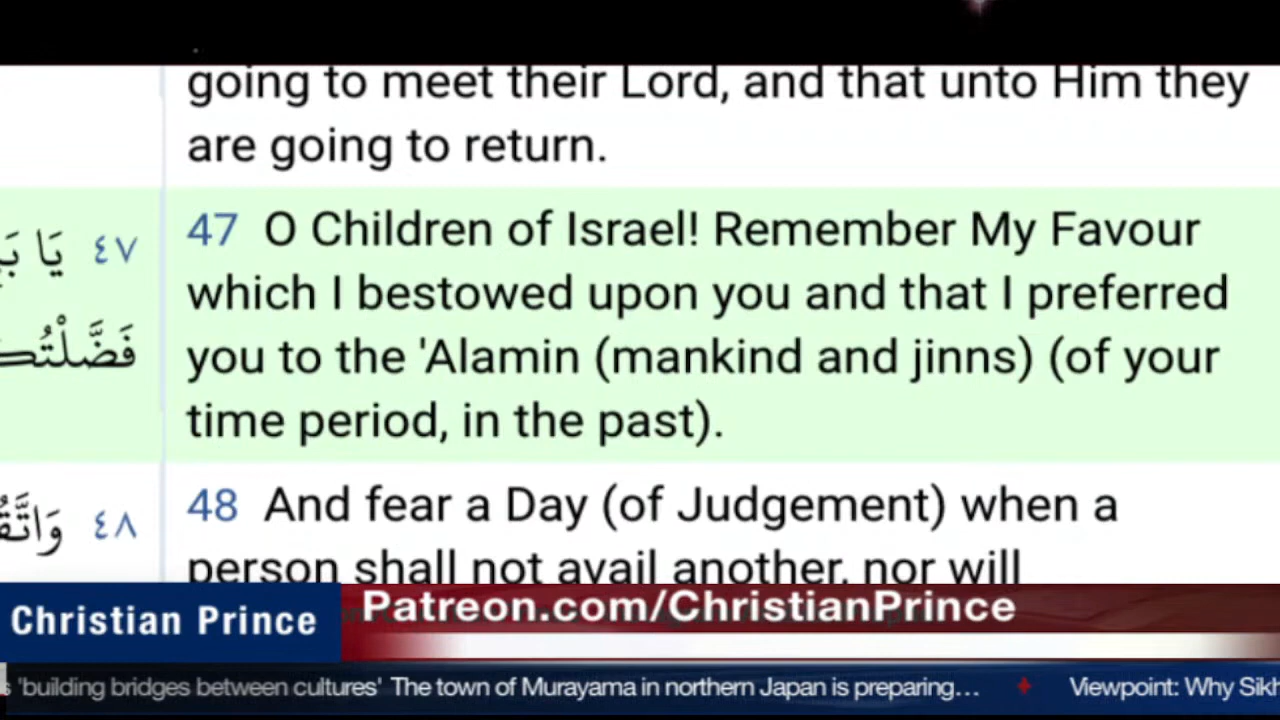 going to meet their Lord, and that unto Him they
are going to return.
٤٧ يَا
47 O Children of Israel! Remember My Favour
which I bestowed upon you and that I preferred
you to the 'Alamin (mankind and jinns) (of your
time period, in the past).
٤٨
48 And fear a Day (of Judgement) when a
person shall not avail another, nor will
Christian Prince
Patreon.com/ChristianPrince
'building bridges between cultures' The town of Murayama in northern Japan is preparing... Viewpoint: Why Sikh